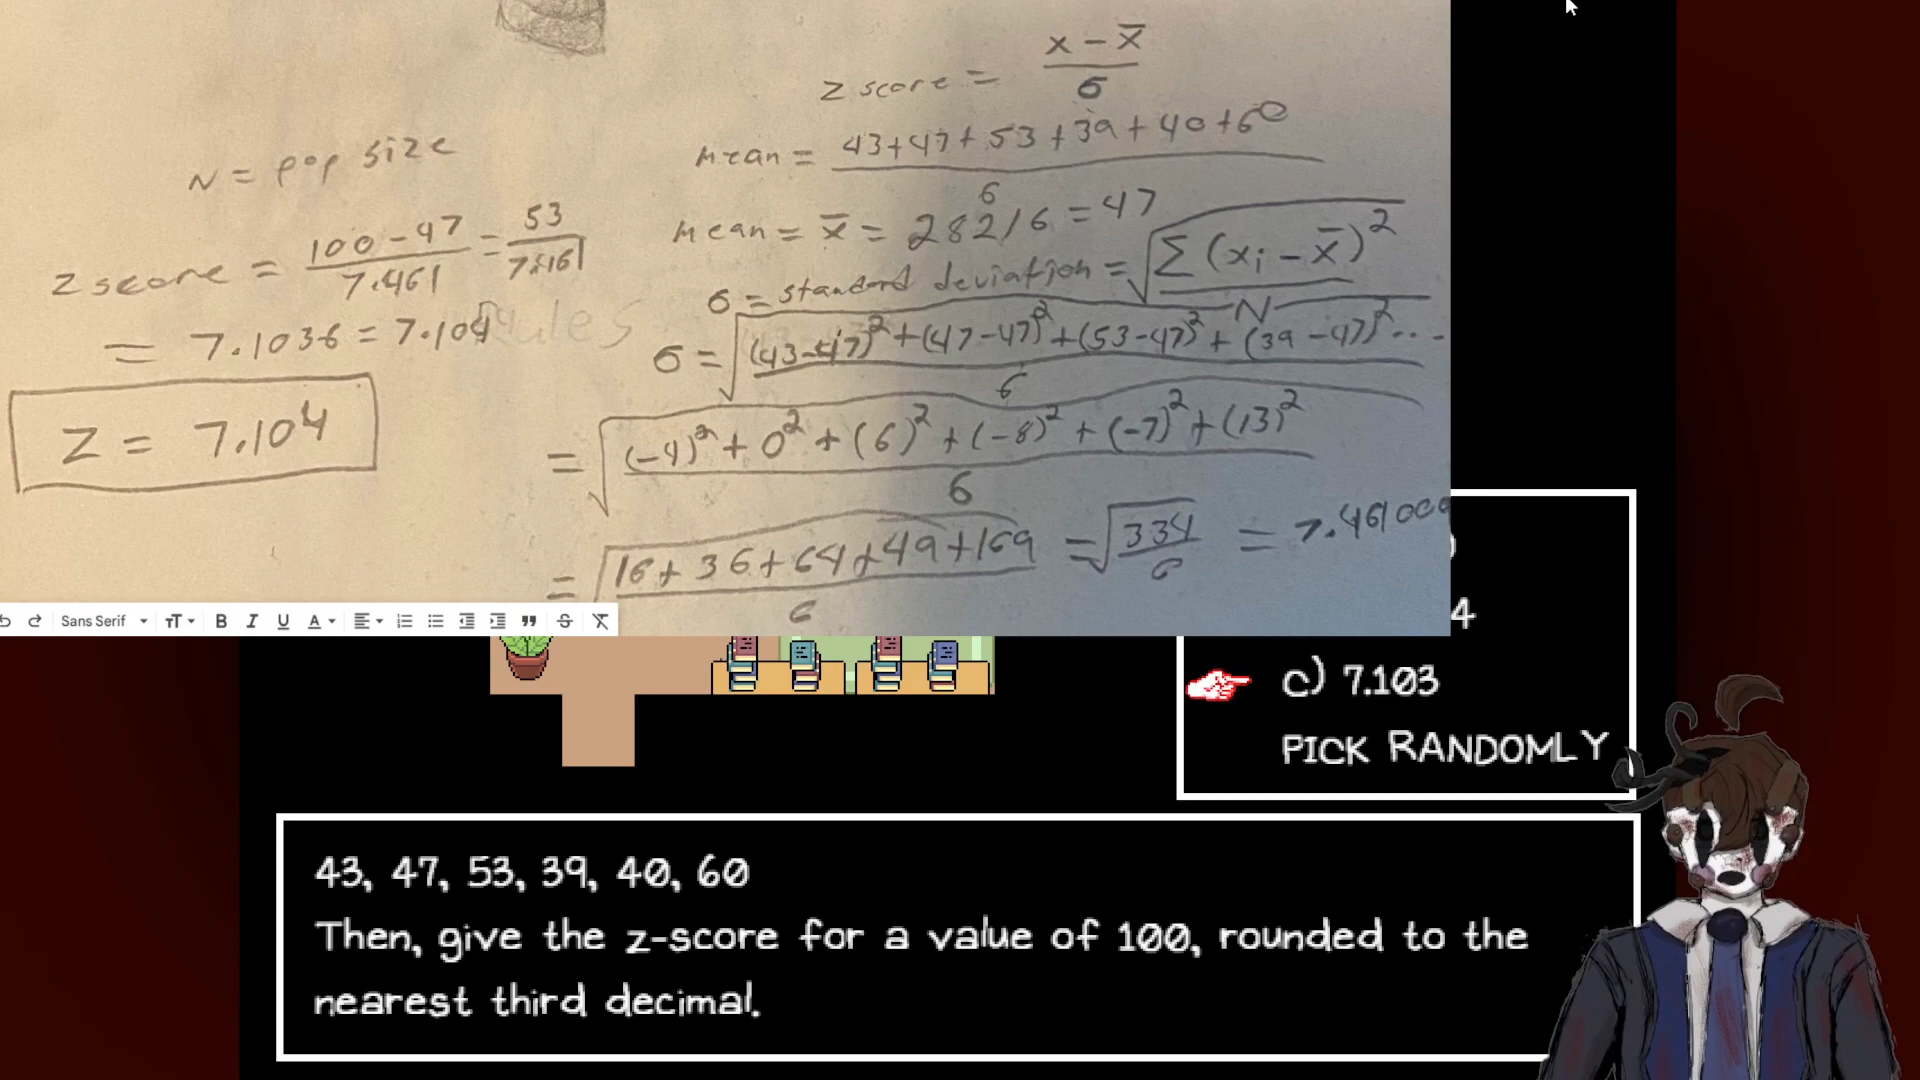 z score = x - x̄ / σ
mean = 43+47+53+39+40+60 / 6
mean = x̄ = 282/6 = 47
σ = standard deviation = √(Σ(xᵢ - x̄)² / N)
σ = √((43-47)²+(47-47)²+(53-47)²+(39-47)²... / 6)
= √((-4)²+0²+(6)²+(-8)²+(-7)²+(13)² / 6)
= √(16+36+64+49+169 / 6) = √(334 / 6) = 7.461000
N = pop size
z score = 100-47 / 7.461 = 53 / 7.461
= 7.1036 = 7.104
Z = 7.104
Sans Serif
4
c) 7.103
PICK RANDOMLY
43, 47, 53, 39, 40, 60
Then, give the z-score for a value of 100, rounded to the
nearest third decimal.